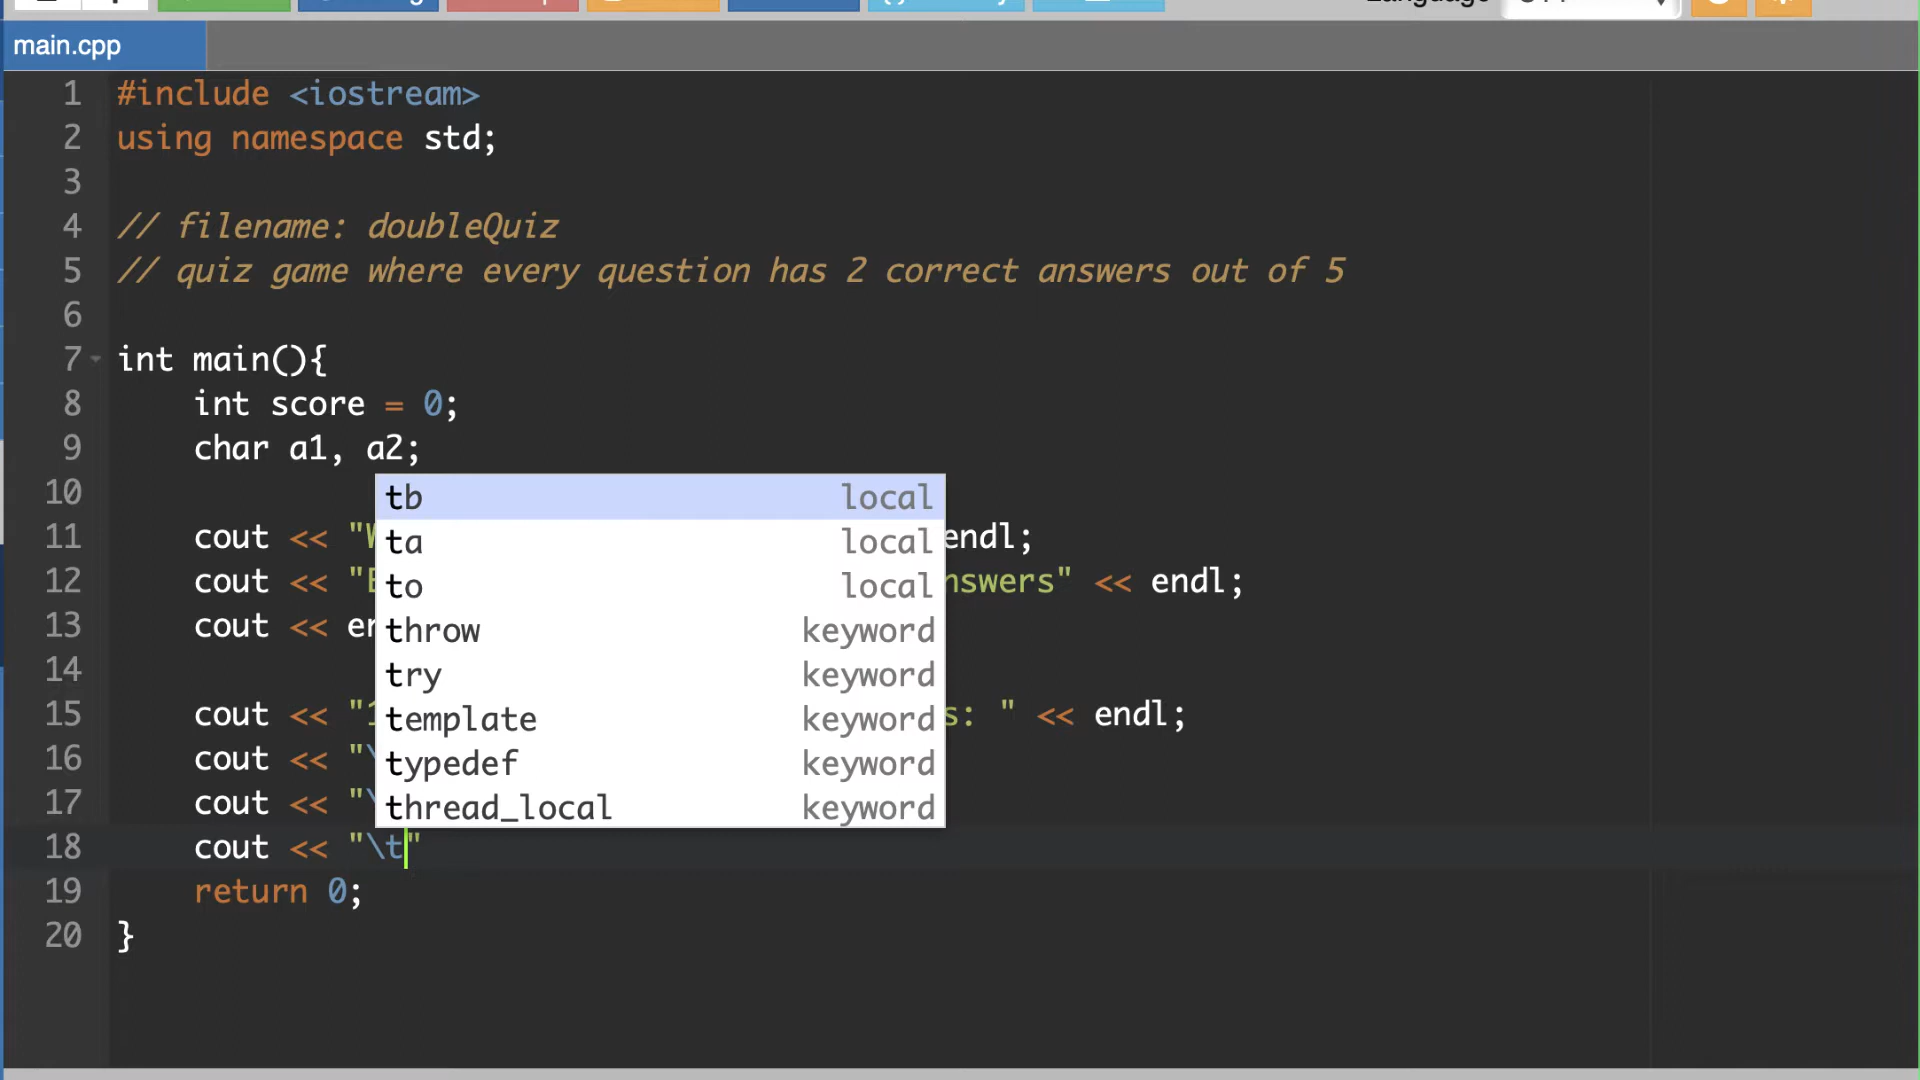 main.cpp
1 #include <iostream>
2 using namespace std;
3
4 // filename: doubleQuiz
5 // quiz game where every question has 2 correct answers out of 5
6
7 int main(){
8 int score = 0;
9 char a1, a2;
10
tb local
11 cout << " endl;
ta local
12 cout << " nswers" << endl;
to local
13 cout <<
throw keyword
14
try keyword
15 cout << " s: " << endl;
template keyword
16 cout << "\
typedef keyword
17 cout << "\
thread_local keyword
18 cout << "\t"
19 return 0;
20 }